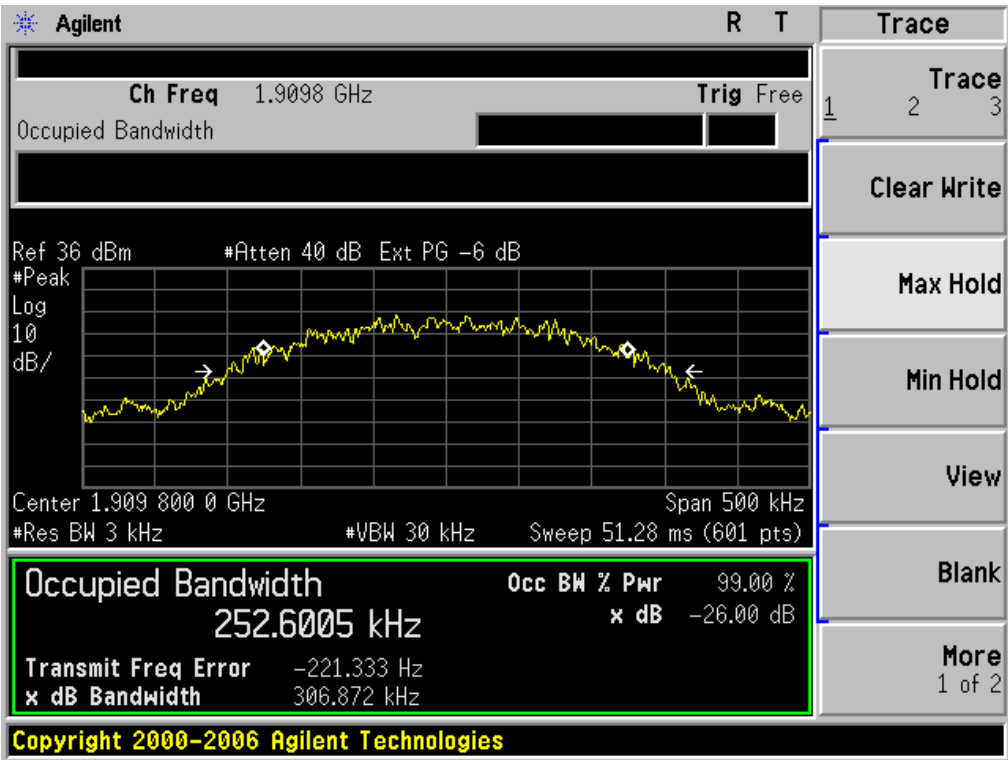 Agilent R T Trace
Ch Freq 1.9098 GHz Trig Free
Occupied Bandwidth
Trace
1 2 3
Clear Write
Max Hold
Min Hold
View
Blank
More
1 of 2
Ref 36 dBm #Atten 40 dB Ext PG −6 dB
#Peak
Log
10
dB/
Center 1.909 800 0 GHz Span 500 kHz
#Res BW 3 kHz #VBW 30 kHz Sweep 51.28 ms (601 pts)
Occupied Bandwidth Occ BW % Pwr 99.00 %
252.6005 kHz x dB −26.00 dB
Transmit Freq Error −221.333 Hz
x dB Bandwidth 306.872 kHz
Copyright 2000–2006 Agilent Technologies